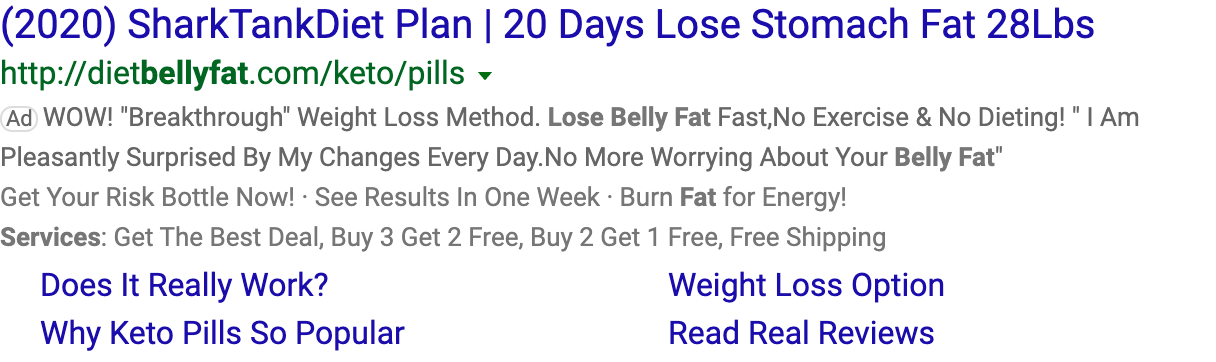 (2020) SharkTankDiet Plan | 20 Days Lose Stomach Fat 28Lbs
http://dietbellyfat.com/keto/pills
Ad WOW! "Breakthrough" Weight Loss Method. Lose Belly Fat Fast,No Exercise & No Dieting! " I Am
Pleasantly Surprised By My Changes Every Day.No More Worrying About Your Belly Fat"
Get Your Risk Bottle Now! · See Results In One Week · Burn Fat for Energy!
Services: Get The Best Deal, Buy 3 Get 2 Free, Buy 2 Get 1 Free, Free Shipping
Does It Really Work? Weight Loss Option
Why Keto Pills So Popular Read Real Reviews